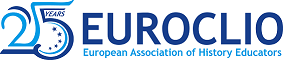 25 YEARS
EUROCLIO
European Association of History Educators